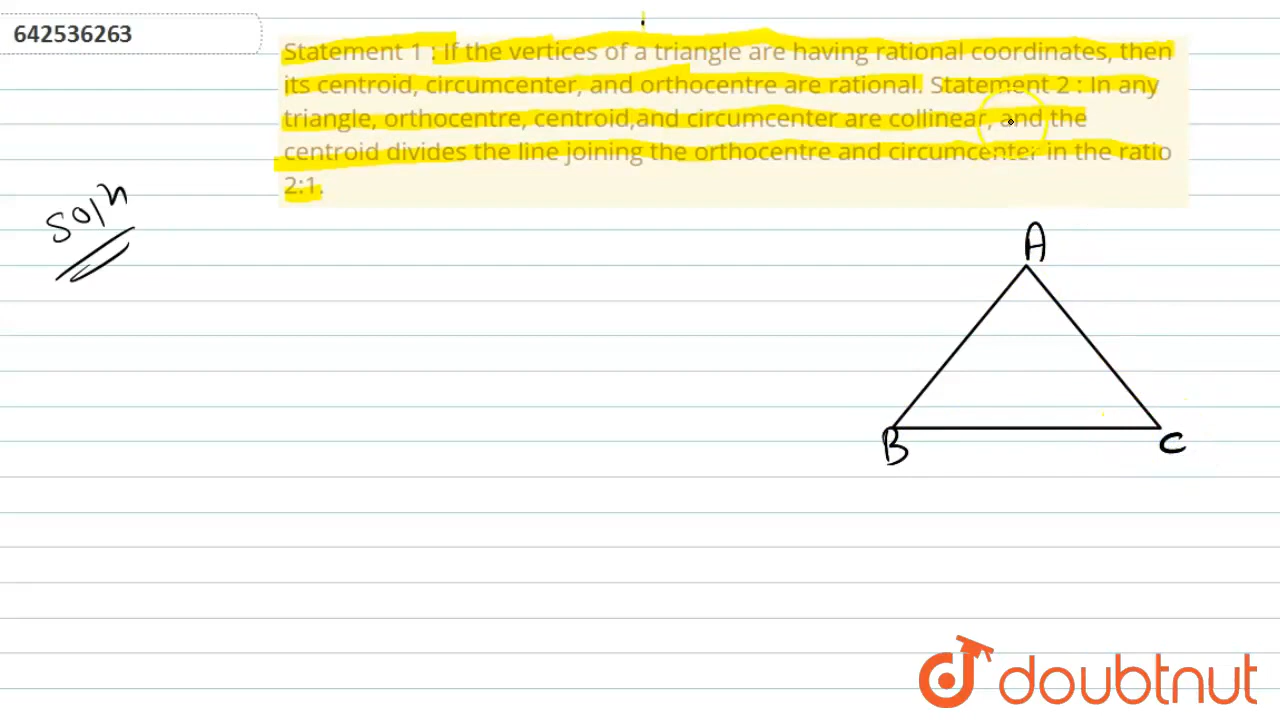 642536263
Statement 1 : If the vertices of a triangle are having rational coordinates, then
its centroid, circumcenter, and orthocentre are rational. Statement 2 : In any
triangle, orthocentre, centroid,and circumcenter are collinear, and the
centroid divides the line joining the orthocentre and circumcenter in the ratio
2:1.
Soln
A
B
C
doubtnut